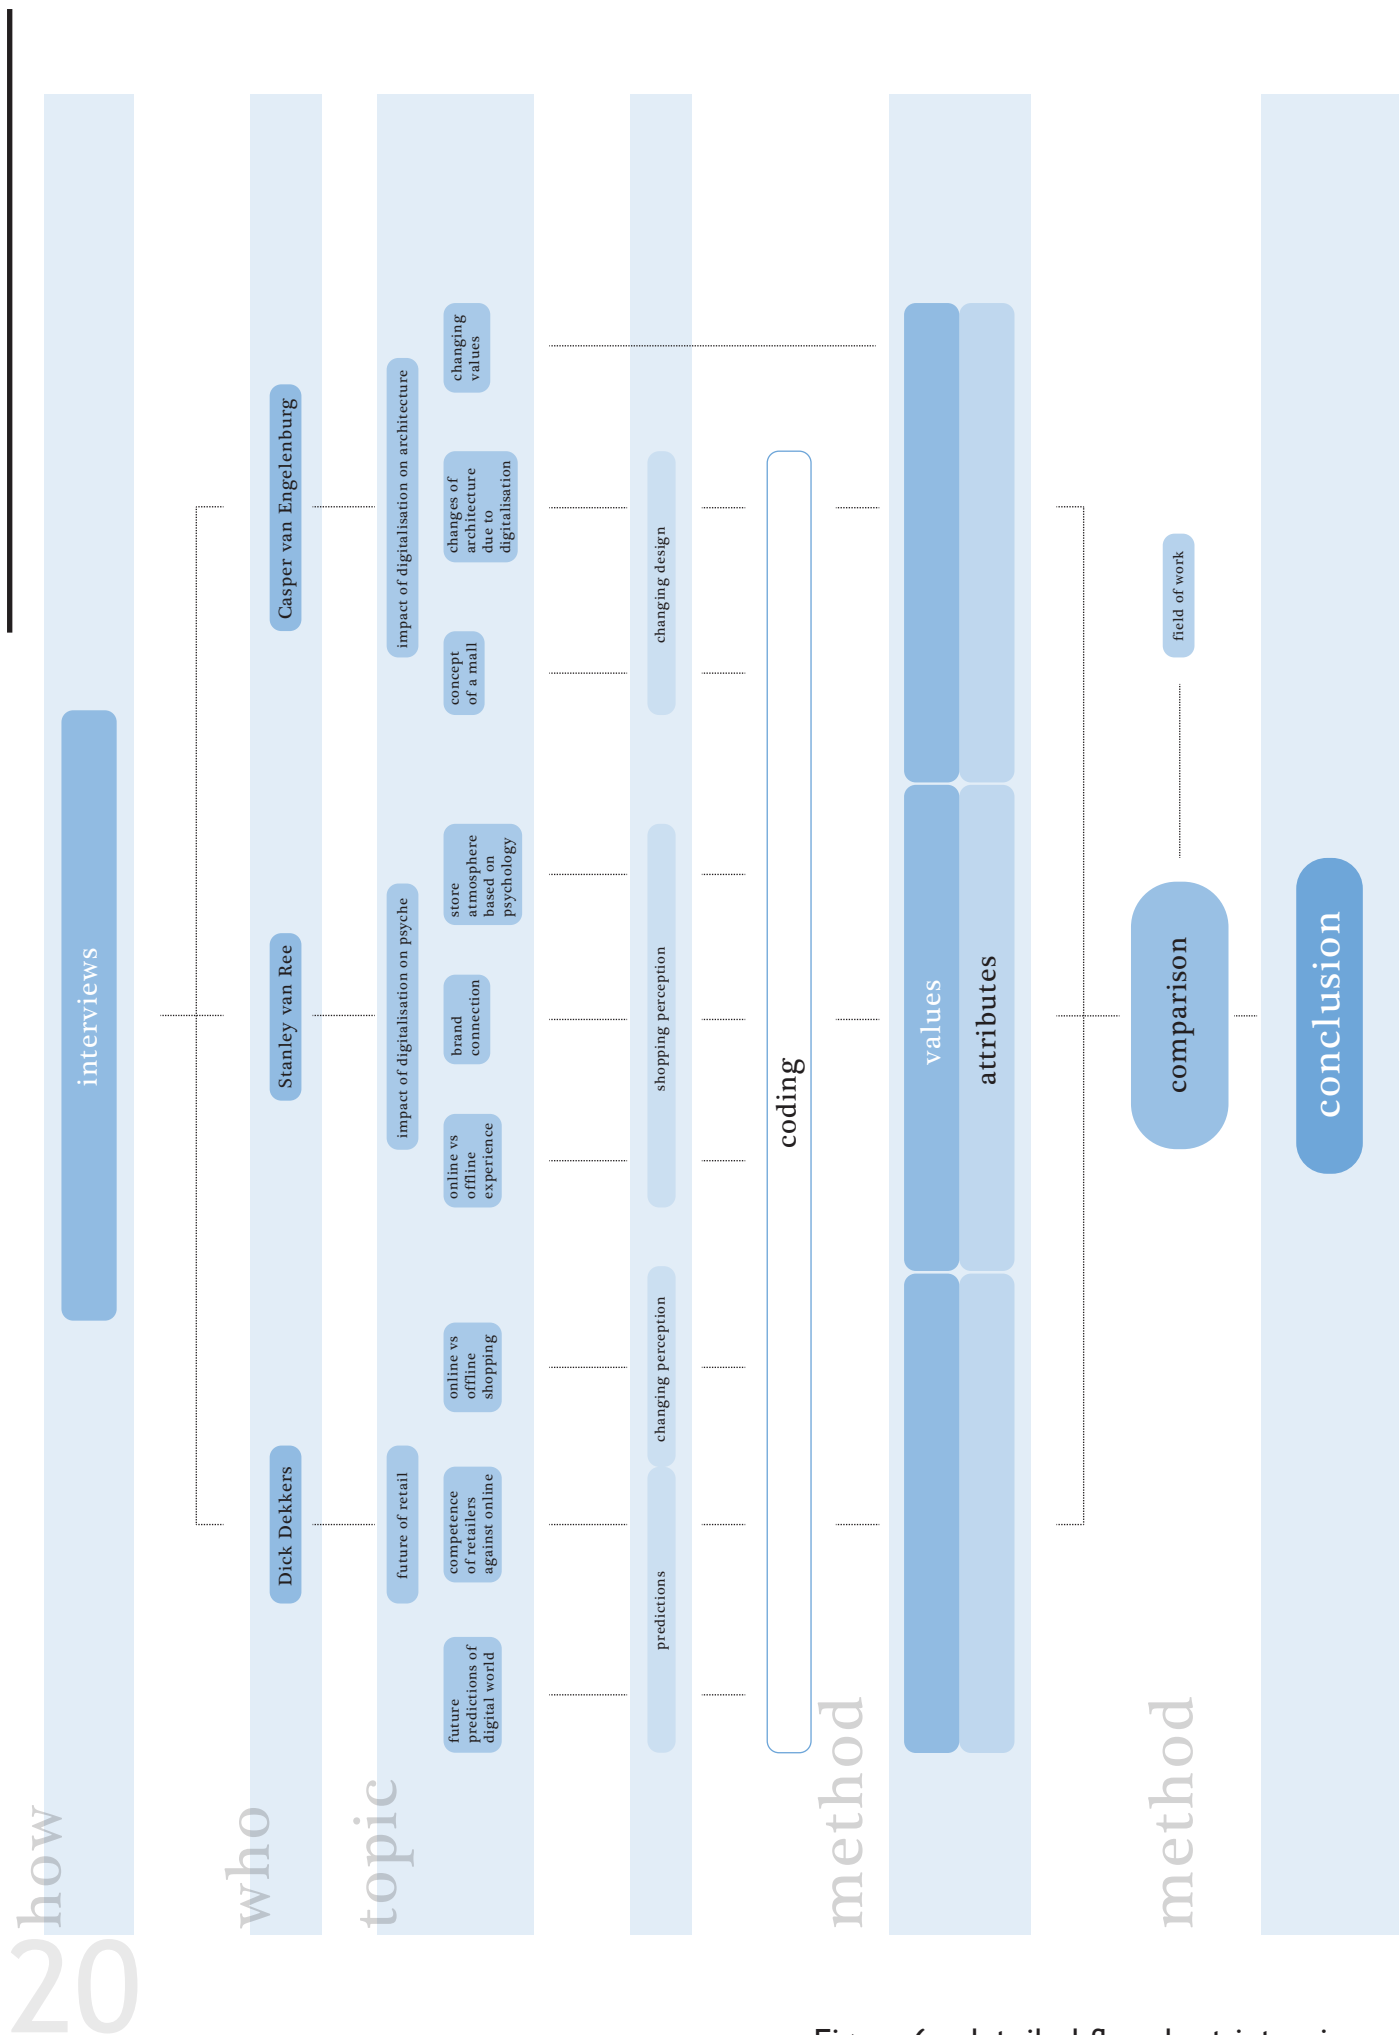 how
interviews
who
Dick Dekkers
Stanley van Ree
Casper van Engelenburg
topic
future of retail
impact of digitalisation on psyche
impact of digitalisation on architecture
future
predictions of
digital world
competence
of retailers
against online
online vs
offline
shopping
online vs
offline
experience
brand
connection
store
atmosphere
based on
psychology
concept
of a mall
changes of
architecture
due to
digitalisation
changing
values
predictions
changing perception
shopping perception
changing design
method
coding
values
attributes
method
comparison
field of work
conclusion
20